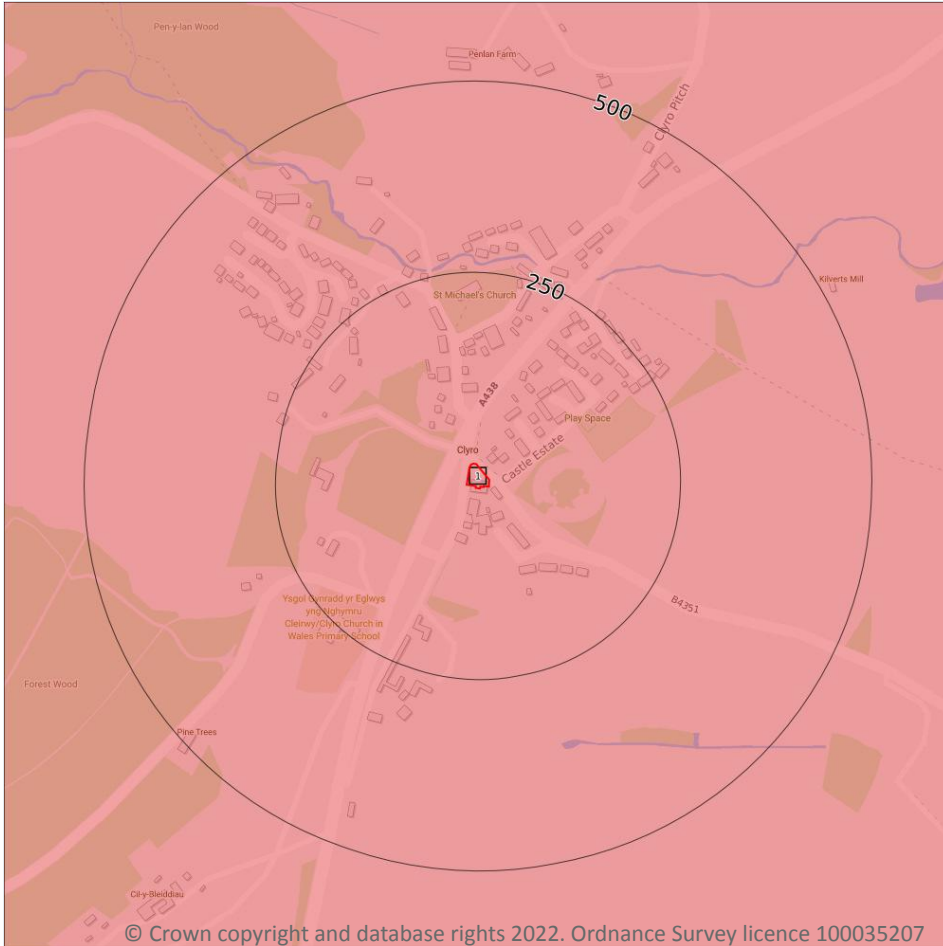 Pen-y-lan Wood
Penlan Farm
500
Clyro Pitch
250
St Michael's Church
Kilverts Mill
A438
Play Space
Clyro
Castle Estate
1
Ysgol Gynradd yr Eglwys
yng Nghymru
Cleirwy/Clyro Church in
Wales Primary School
B4351
Forest Wood
Pine Trees
Cil-y-Bleiddiau
© Crown copyright and database rights 2022. Ordnance Survey licence 100035207